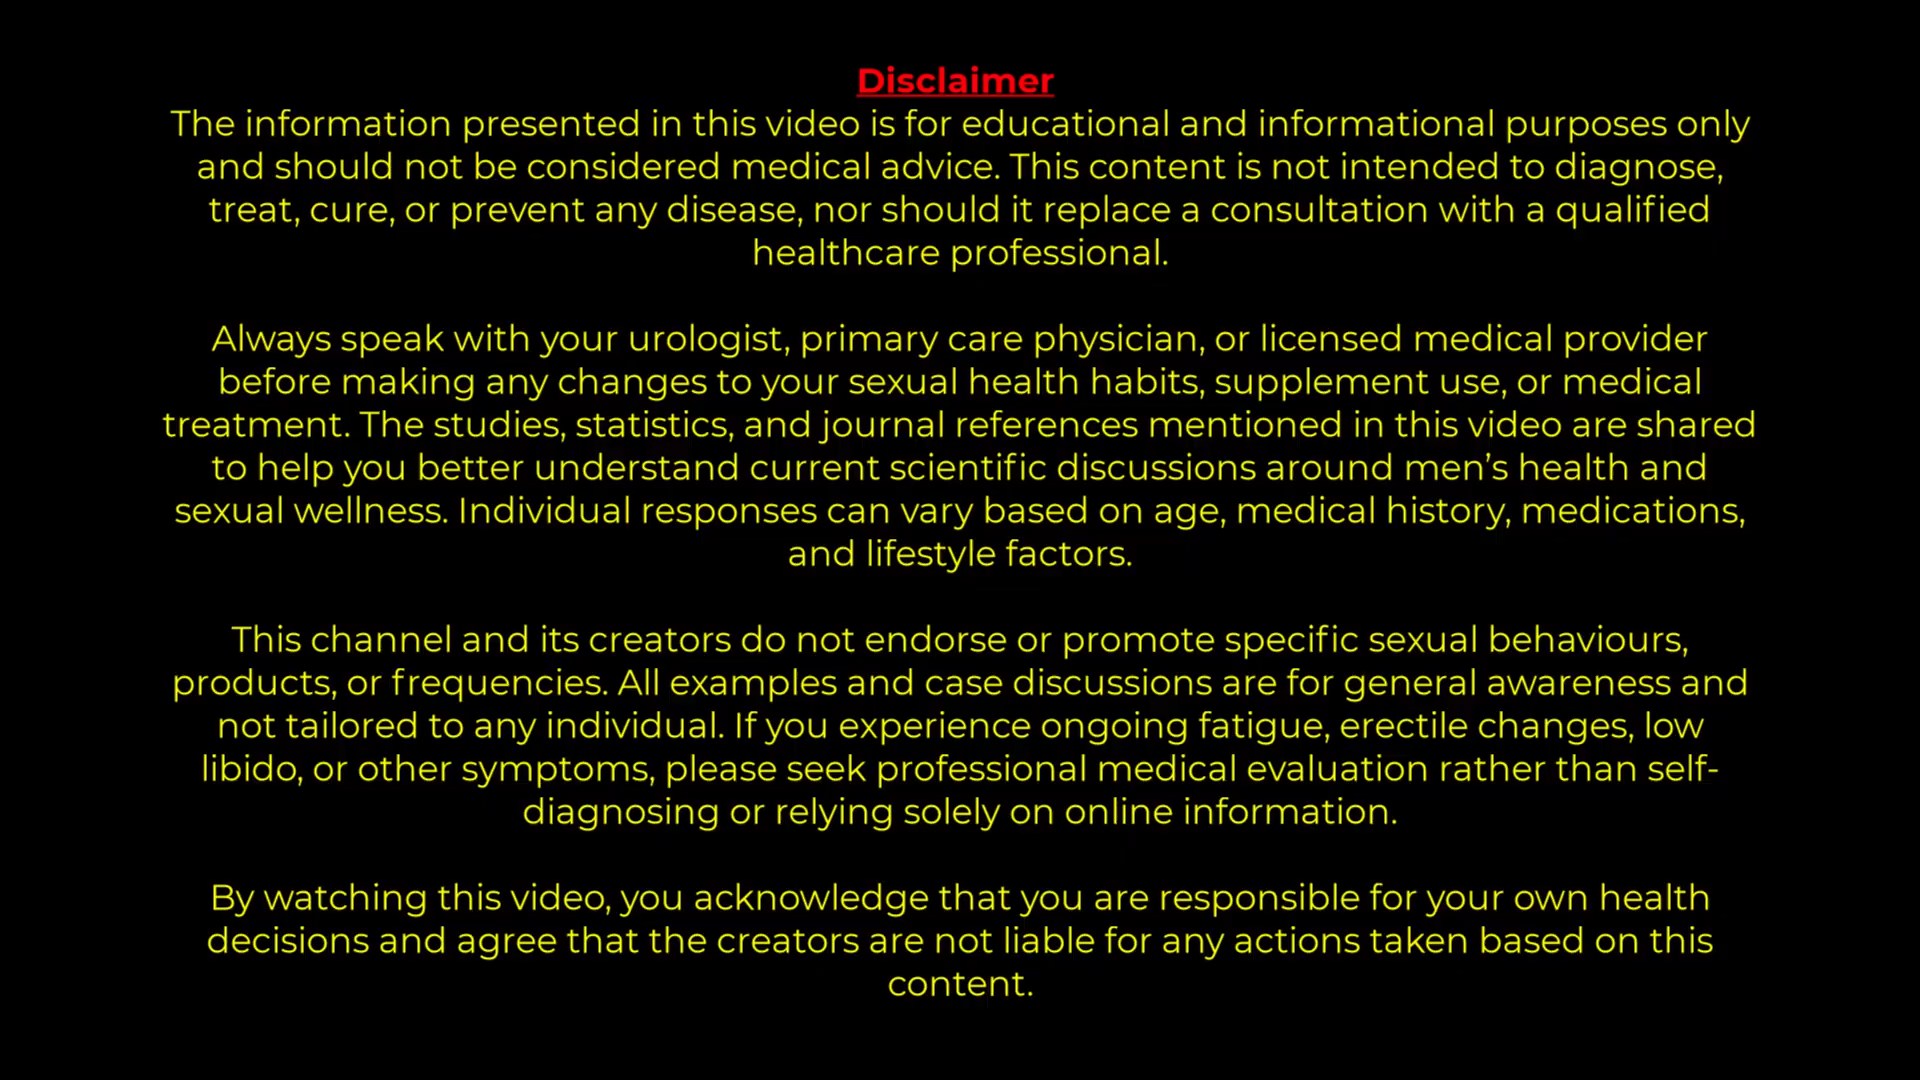 Disclaimer
The information presented in this video is for educational and informational purposes only
and should not be considered medical advice. This content is not intended to diagnose,
treat, cure, or prevent any disease, nor should it replace a consultation with a qualified
healthcare professional.
Always speak with your urologist, primary care physician, or licensed medical provider
before making any changes to your sexual health habits, supplement use, or medical
treatment. The studies, statistics, and journal references mentioned in this video are shared
to help you better understand current scientific discussions around men’s health and
sexual wellness. Individual responses can vary based on age, medical history, medications,
and lifestyle factors.
This channel and its creators do not endorse or promote specific sexual behaviours,
products, or frequencies. All examples and case discussions are for general awareness and
not tailored to any individual. If you experience ongoing fatigue, erectile changes, low
libido, or other symptoms, please seek professional medical evaluation rather than self-
diagnosing or relying solely on online information.
By watching this video, you acknowledge that you are responsible for your own health
decisions and agree that the creators are not liable for any actions taken based on this
content.